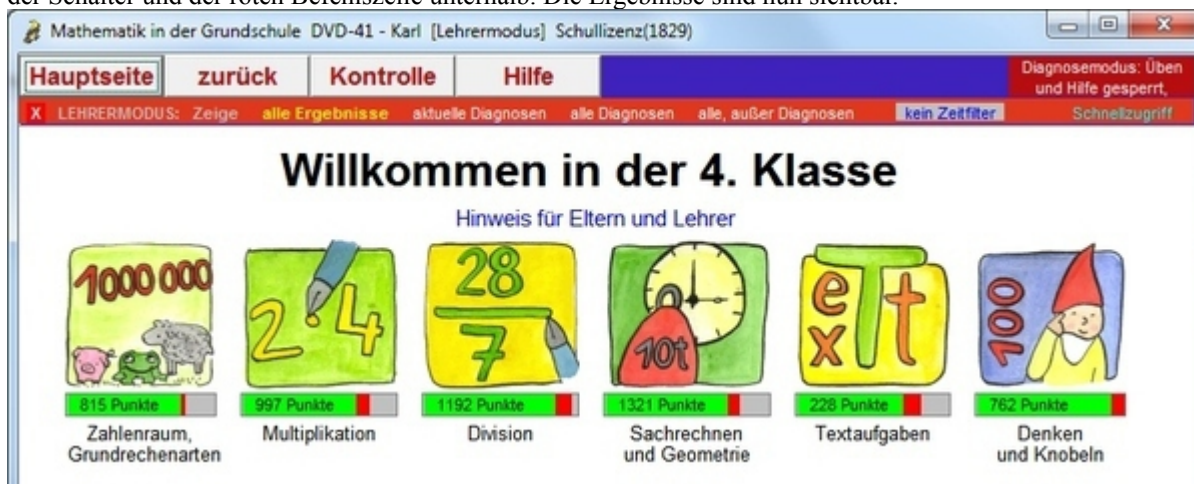 der Schalter und der roten Bereichszeile unterhalb. Die Ergebnisse sind nun sichtbar.
Mathematik in der Grundschule DVD-41 - Karl [Lehrermodus] Schullizenz(1829)
Hauptseite zurück Kontrolle Hilfe
Diagnosemodus: Üben
und Hilfe gesperrt,
X LEHRERMODUS: Zeige alle Ergebnisse aktuelle Diagnosen alle Diagnosen alle, außer Diagnosen kein Zeitfilter Schnellzugriff
Willkommen in der 4. Klasse
Hinweis für Eltern und Lehrer
1000 000
2·4
28
7
10t
e T t
x
100
815 Punkte 997 Punkte 1192 Punkte 1321 Punkte 228 Punkte 762 Punkte
Zahlenraum, Multiplikation Division Sachrechnen Textaufgaben Denken
Grundrechenarten und Geometrie und Knobeln